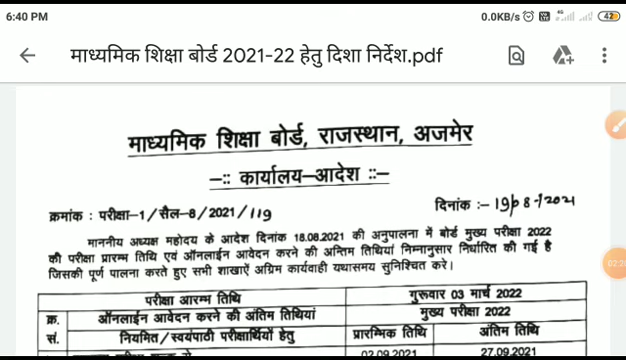 6:40 PM 0.0KB/s 42
माध्यमिक शिक्षा बोर्ड 2021-22 हेतु दिशा निर्देश.pdf
माध्यमिक शिक्षा बोर्ड, राजस्थान, अजमेर
-:: कार्यालय-आदेश ::-
क्रमांक : परीक्षा-1/सैल-8/2021/119 दिनांक :- 19/08/2021
माननीय अध्यक्ष महोदय के आदेश दिनांक 18.08.2021 की अनुपालना में बोर्ड मुख्य परीक्षा 2022
की परीक्षा प्रारम्भ तिथि एवं ऑनलाईन आवेदन करने की अन्तिम तिथियां निम्नानुसार निर्धारित की गई है
जिसकी पूर्ण पालना करते हुए सभी शाखाऐं अग्रिम कार्यवाही यथासमय सुनिश्चित करे।
परीक्षा आरम्भ तिथि गुरूवार 03 मार्च 2022
क्र. ऑनलाईन आवेदन करने की अंतिम तिथियां मुख्य परीक्षा 2022
सं. नियमित / स्वयंपाठी परीक्षार्थियों हेतु प्रारम्भिक तिथि अंतिम तिथि
02.09.2021 27.09.2021